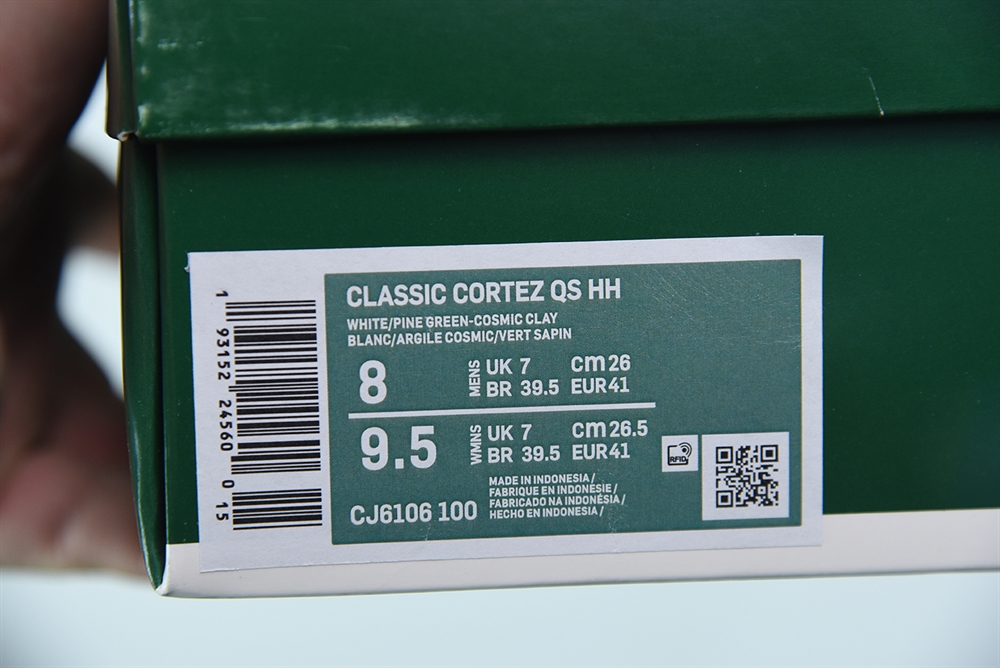 CLASSIC CORTEZ QS HH
WHITE/PINE GREEN-COSMIC CLAY
BLANC/ARGILE COSMIC/VERT SAPIN
8 MENS UK 7 cm 26
BR 39.5 EUR41
9.5 WMNS UK 7 cm 26.5
BR 39.5 EUR41
CJ6106 100
MADE IN INDONESIA/
FABRIQUE EN INDONESIE/
FABRICADO NA INDONÉSIA/
HECHO EN INDONESIA/
RFID
1 93152 24560 0 15